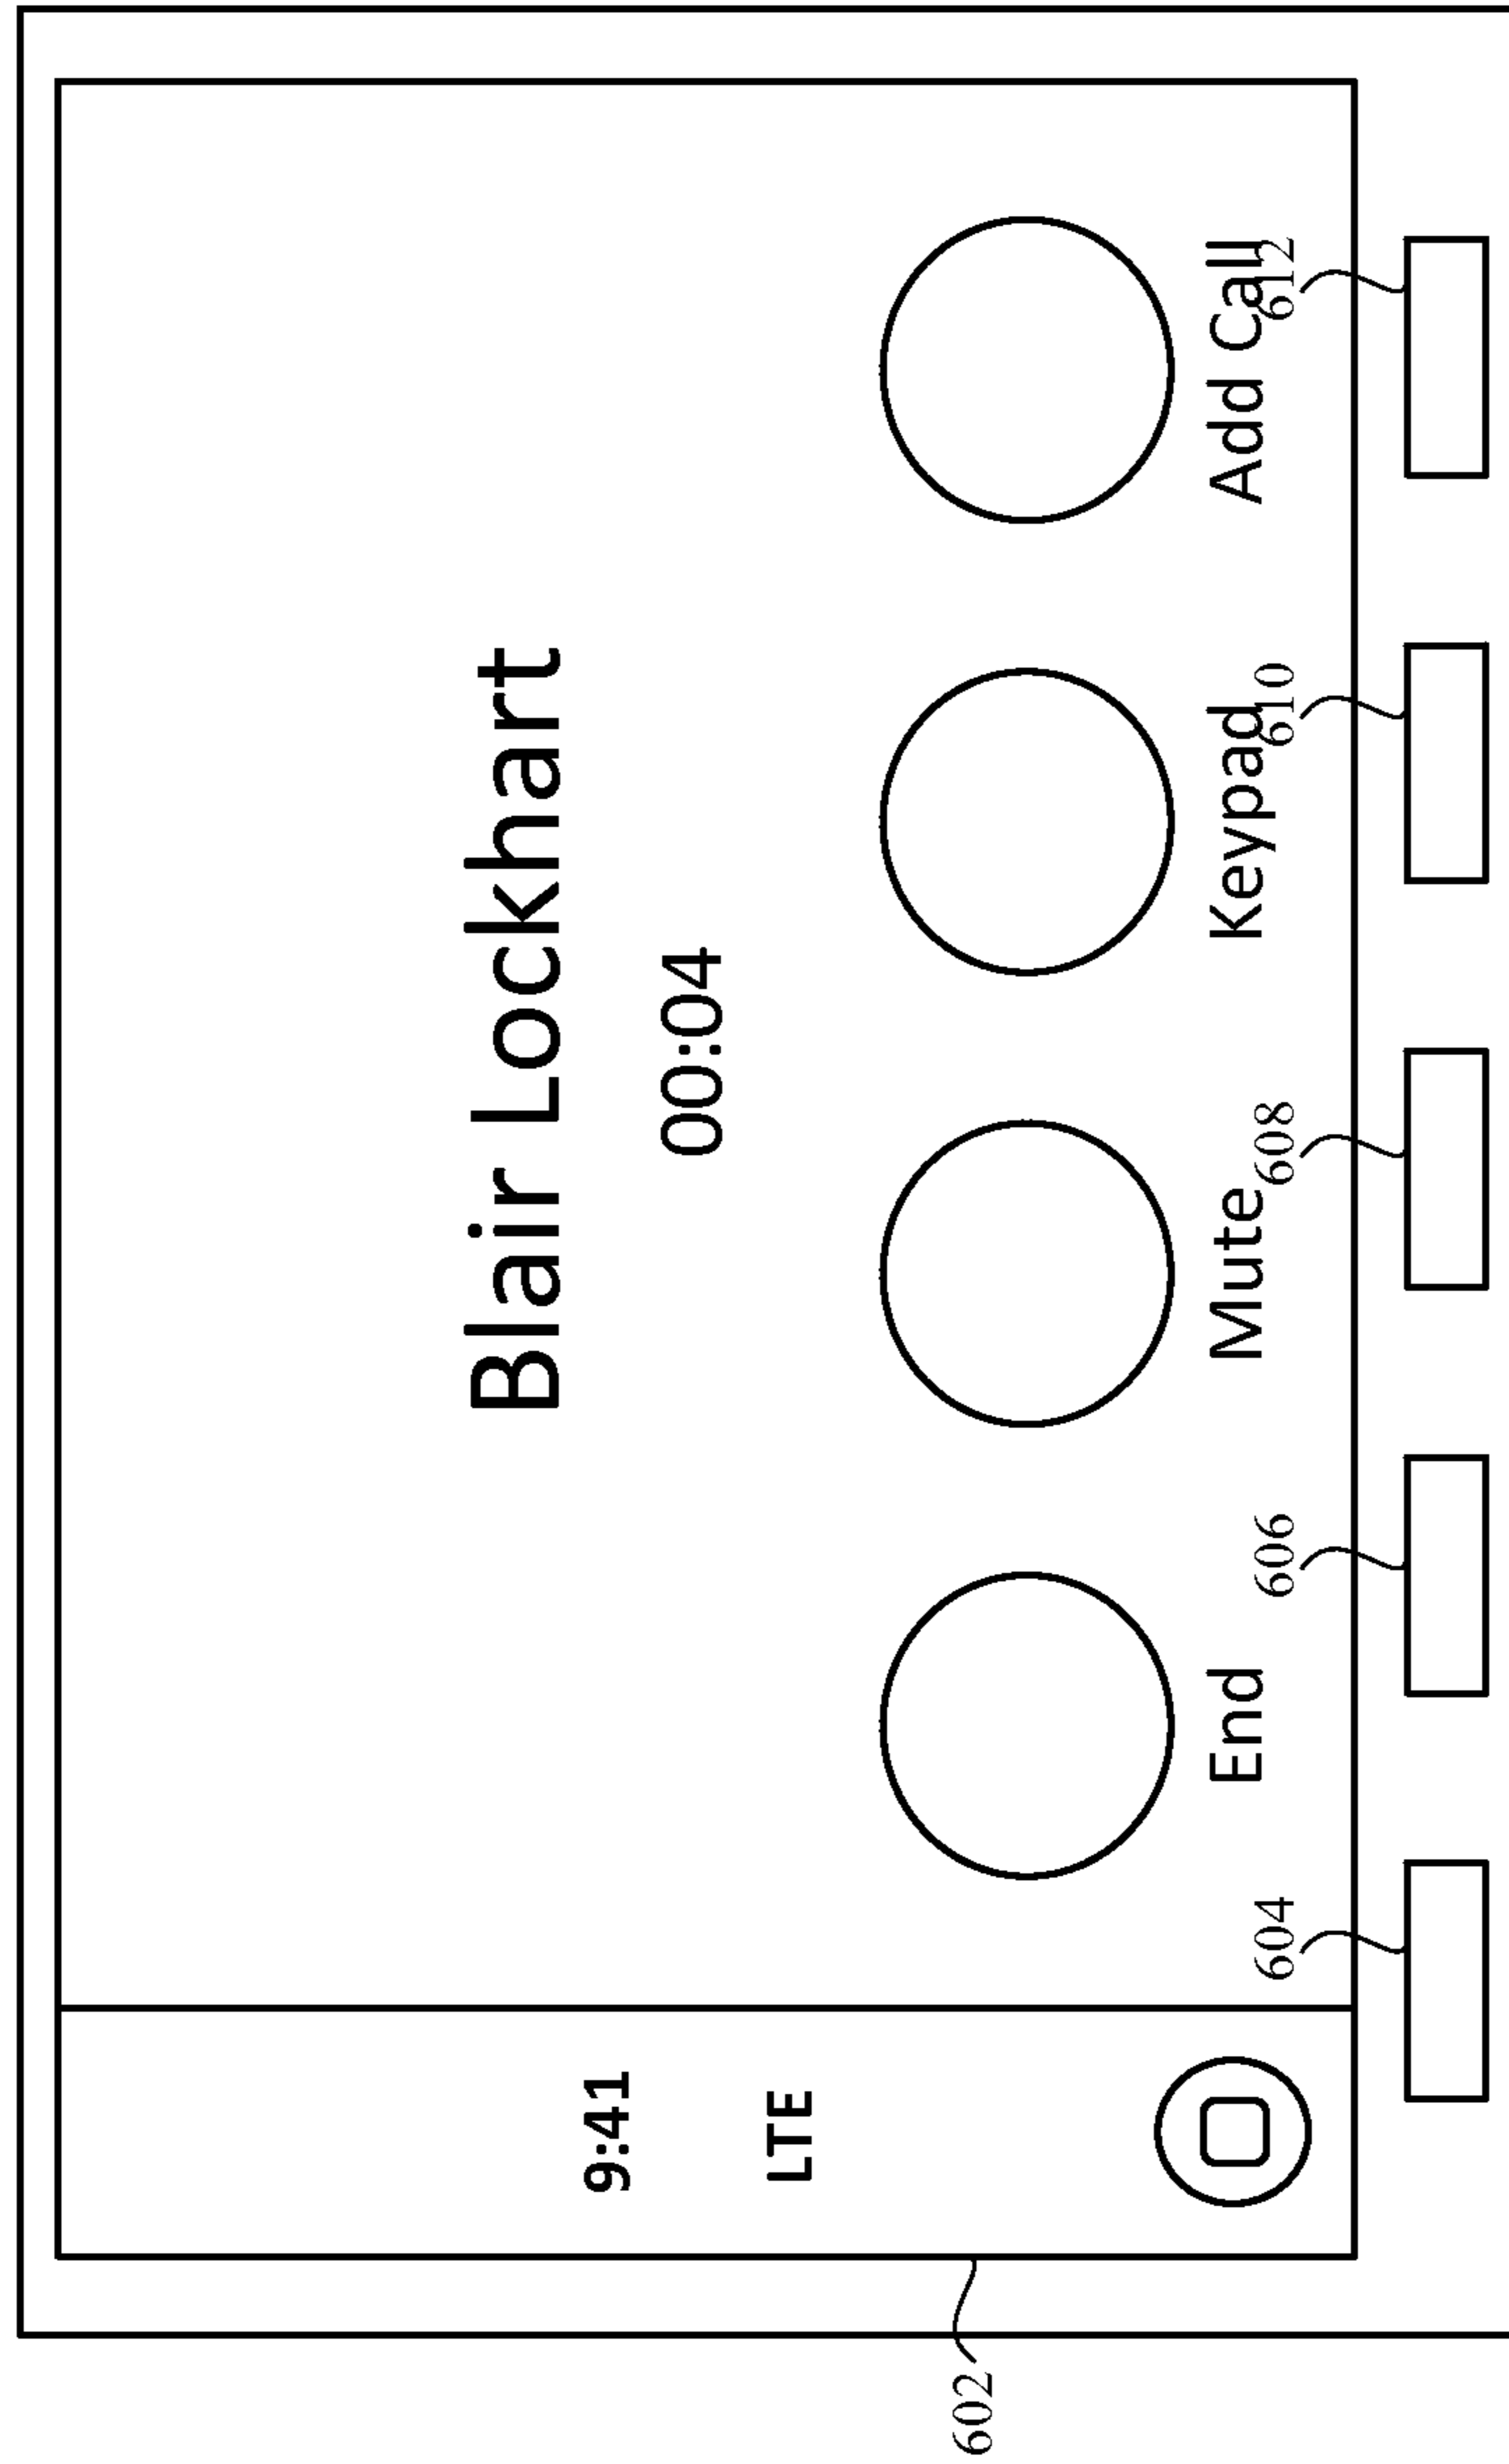 Blair Lockhart
00:04
9:41
LTE
End
Mute
Keypad
Add Call
604
606
608
610
612
602